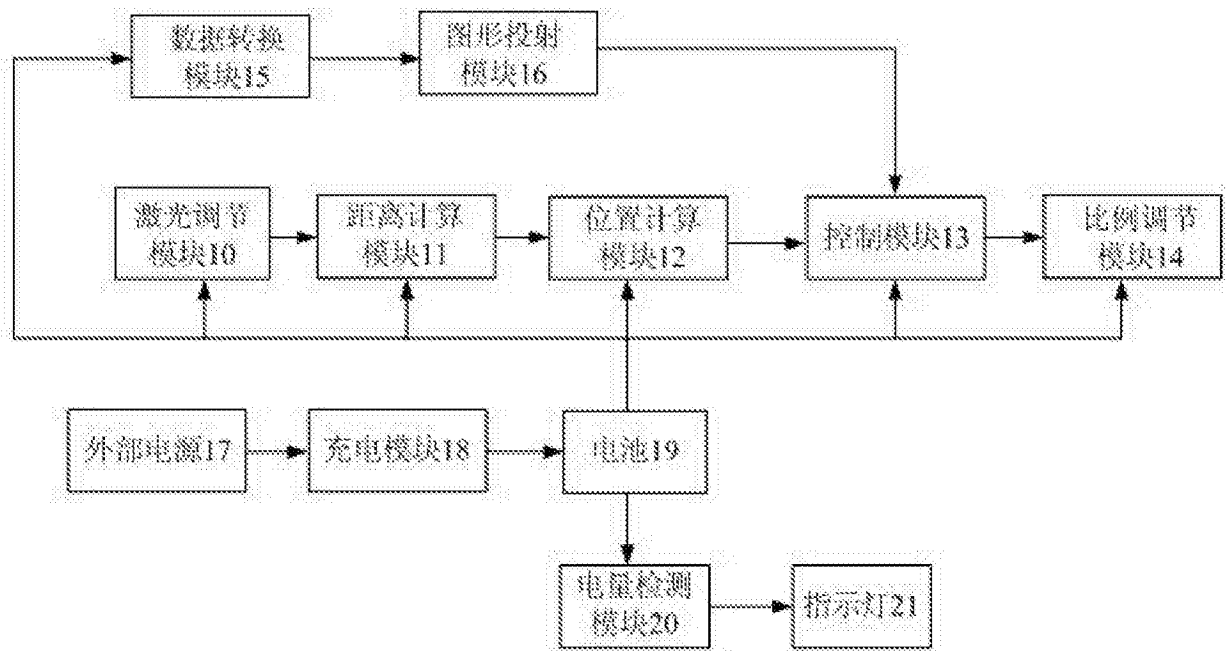 数据转换
模块15
图形投射
模块16
激光调节
模块10
距离计算
模块11
位置计算
模块12
控制模块13
比例调节
模块14
外部电源17
充电模块18
电池19
电量检测
模块20
指示灯21